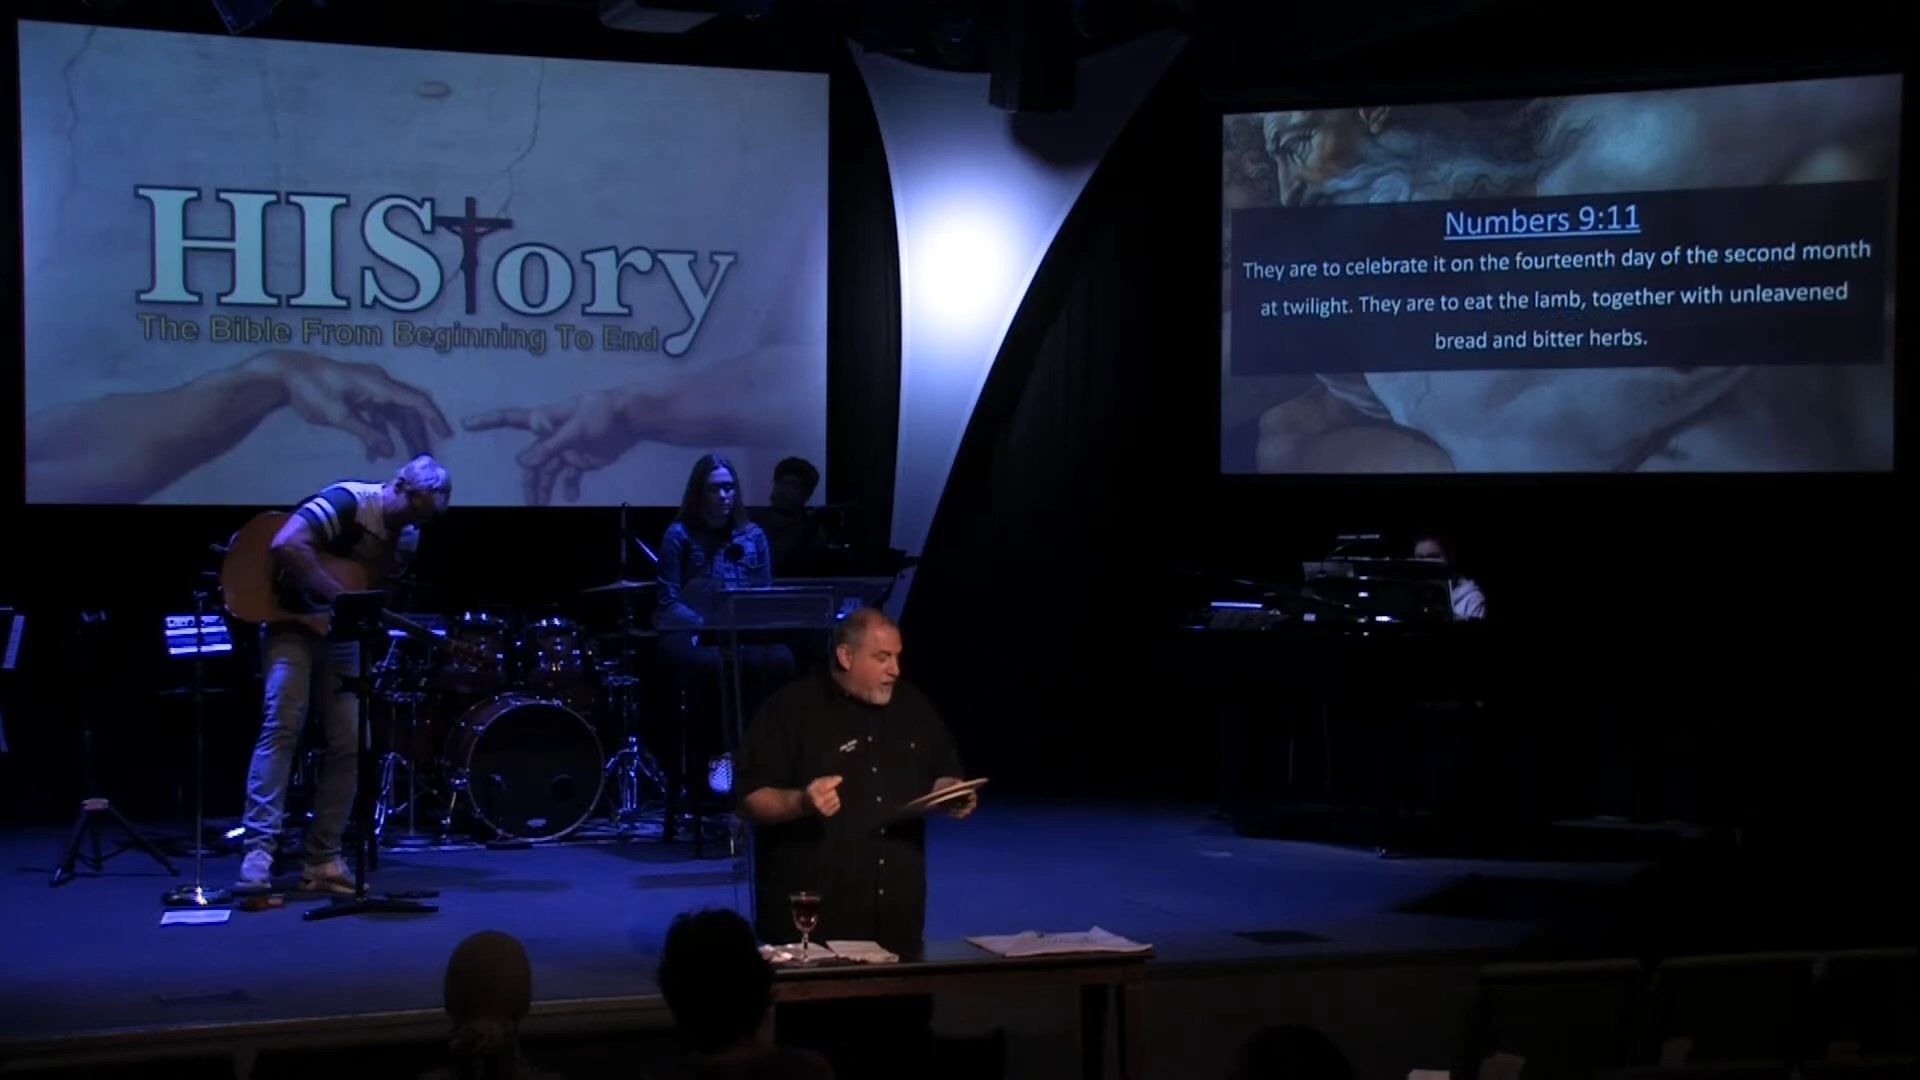 HIStory
The Bible From Beginning To End
Numbers 9:11
They are to celebrate it on the fourteenth day of the second month
at twilight. They are to eat the lamb, together with unleavened
bread and bitter herbs.